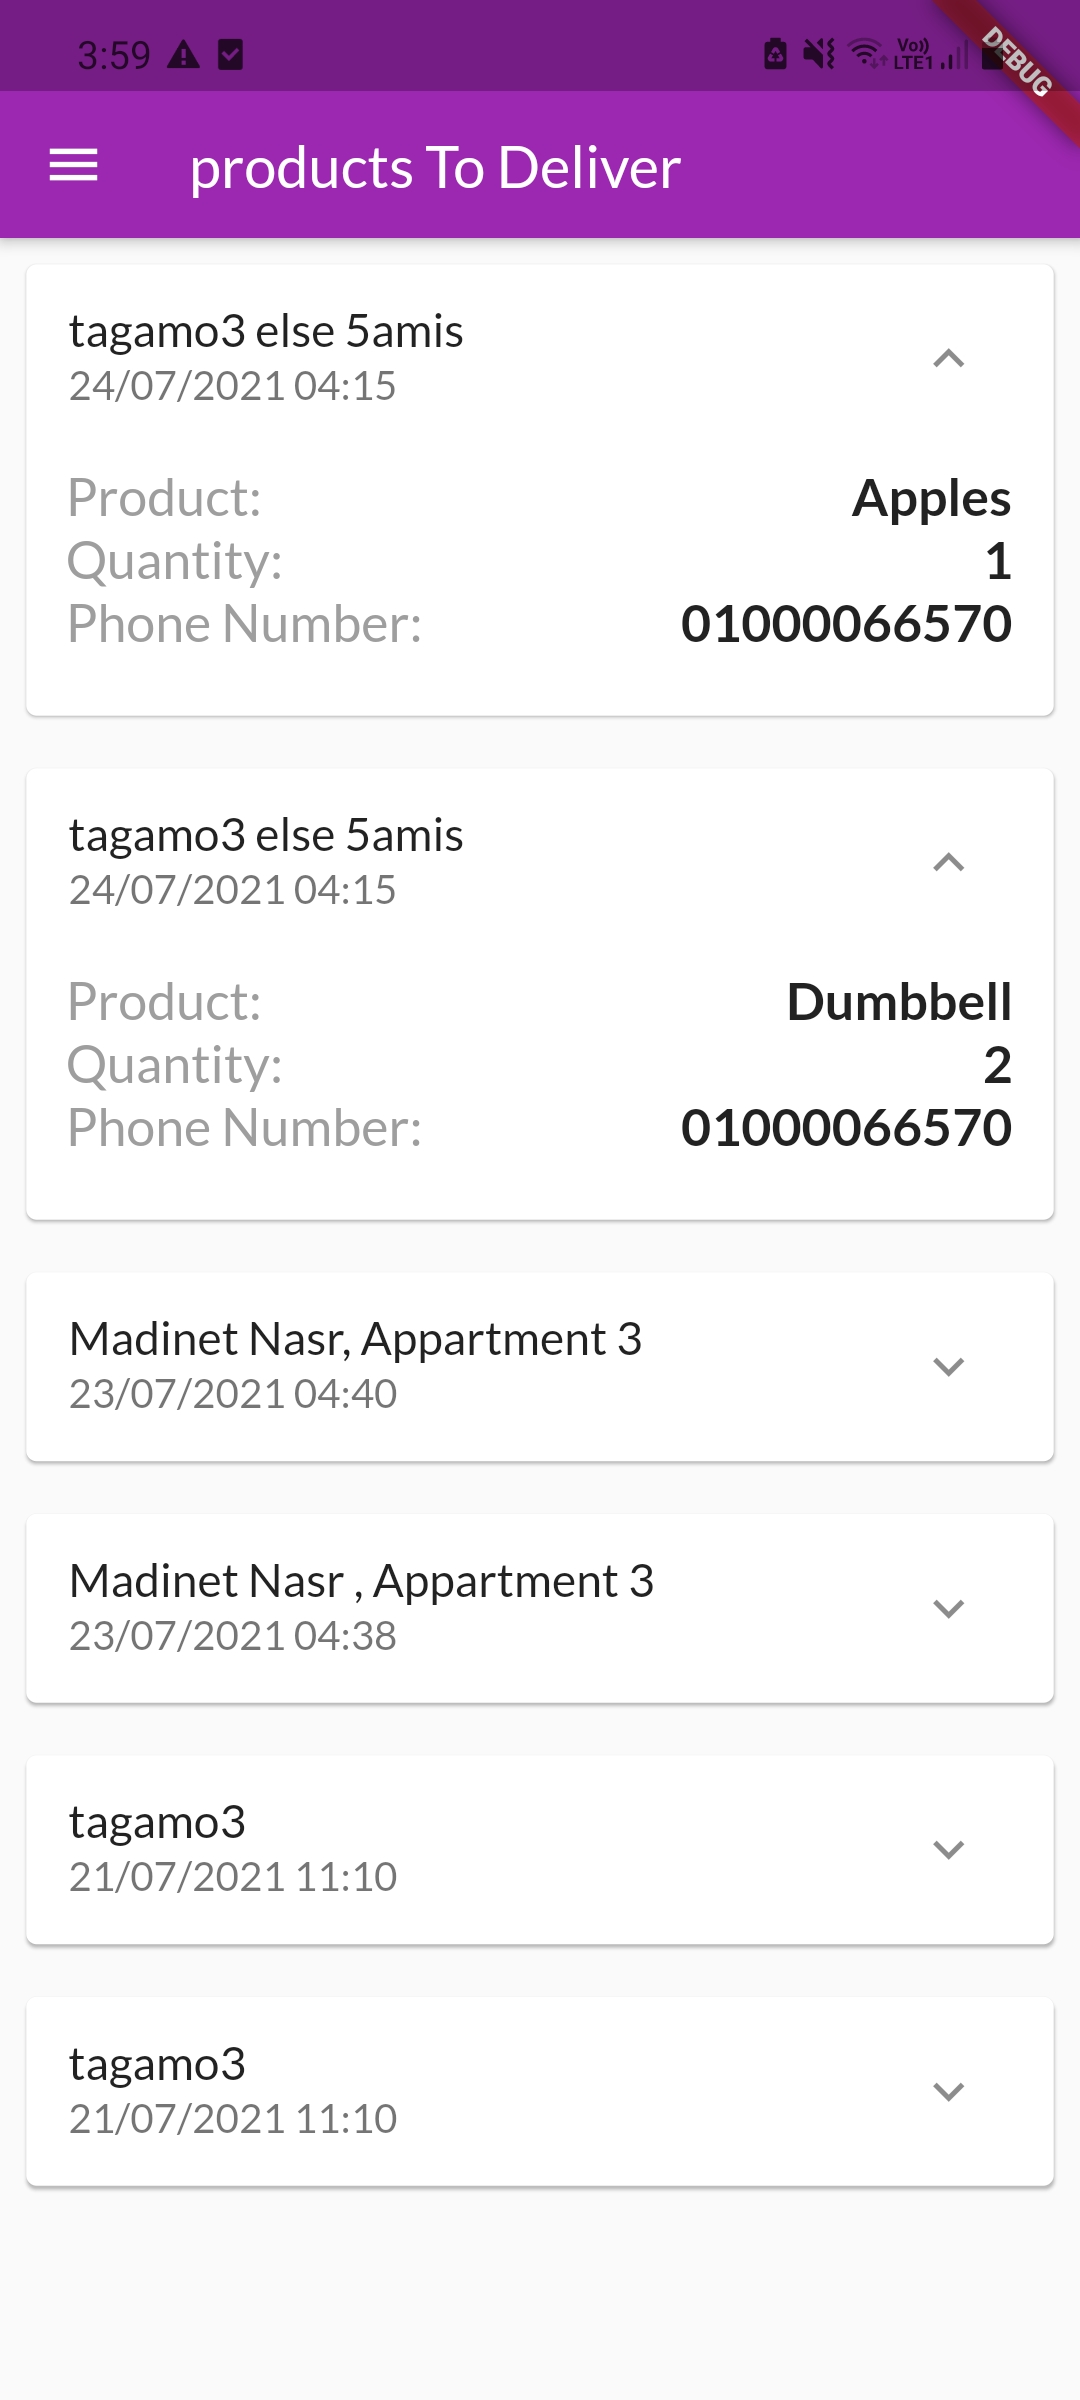 3:59
Vo)) LTE1
DEBUG
products To Deliver
tagamo3 else 5amis
24/07/2021 04:15
Product: Apples
Quantity: 1
Phone Number: 01000066570
tagamo3 else 5amis
24/07/2021 04:15
Product: Dumbbell
Quantity: 2
Phone Number: 01000066570
Madinet Nasr, Appartment 3
23/07/2021 04:40
Madinet Nasr , Appartment 3
23/07/2021 04:38
tagamo3
21/07/2021 11:10
tagamo3
21/07/2021 11:10